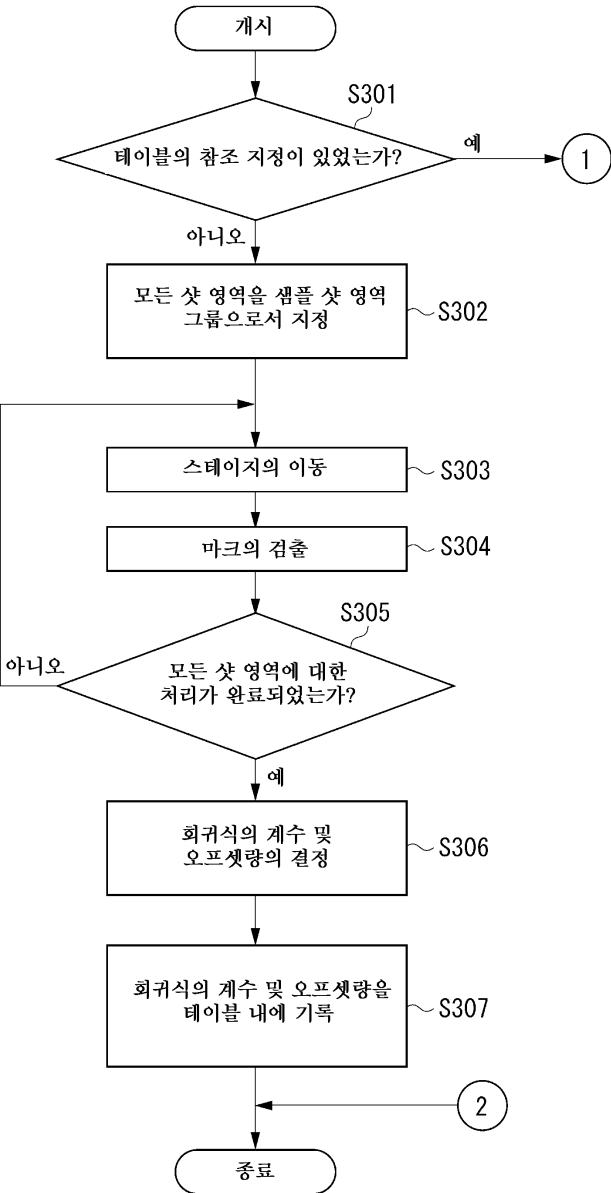 개시
S301
테이블의 참조 지정이 있었는가?
예
1
아니오
모든 샷 영역을 샘플 샷 영역
그룹으로서 지정
S302
스테이지의 이동
S303
마크의 검출
S304
S305
아니오
모든 샷 영역에 대한
처리가 완료되었는가?
예
회귀식의 계수 및
오프셋량의 결정
S306
회귀식의 계수 및 오프셋량을
테이블 내에 기록
S307
2
종료